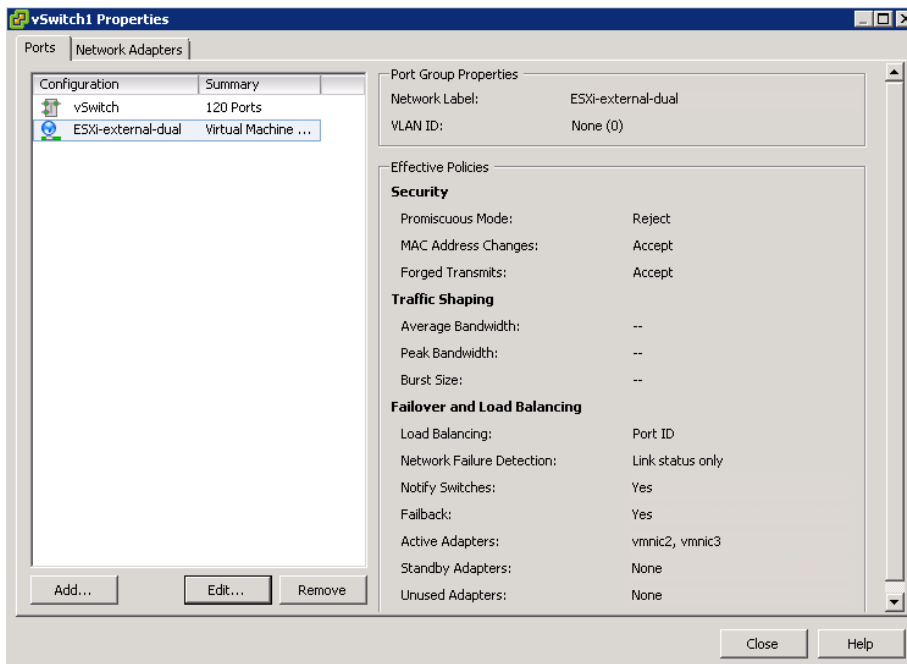 vSwitch1 Properties
Ports Network Adapters
Configuration Summary
vSwitch 120 Ports
ESXi-external-dual Virtual Machine ...
Add... Edit... Remove
Port Group Properties
Network Label: ESXi-external-dual
VLAN ID: None (0)
Effective Policies
Security
Promiscuous Mode: Reject
MAC Address Changes: Accept
Forged Transmits: Accept
Traffic Shaping
Average Bandwidth: --
Peak Bandwidth: --
Burst Size: --
Failover and Load Balancing
Load Balancing: Port ID
Network Failure Detection: Link status only
Notify Switches: Yes
Failback: Yes
Active Adapters: vmnic2, vmnic3
Standby Adapters: None
Unused Adapters: None
Close Help